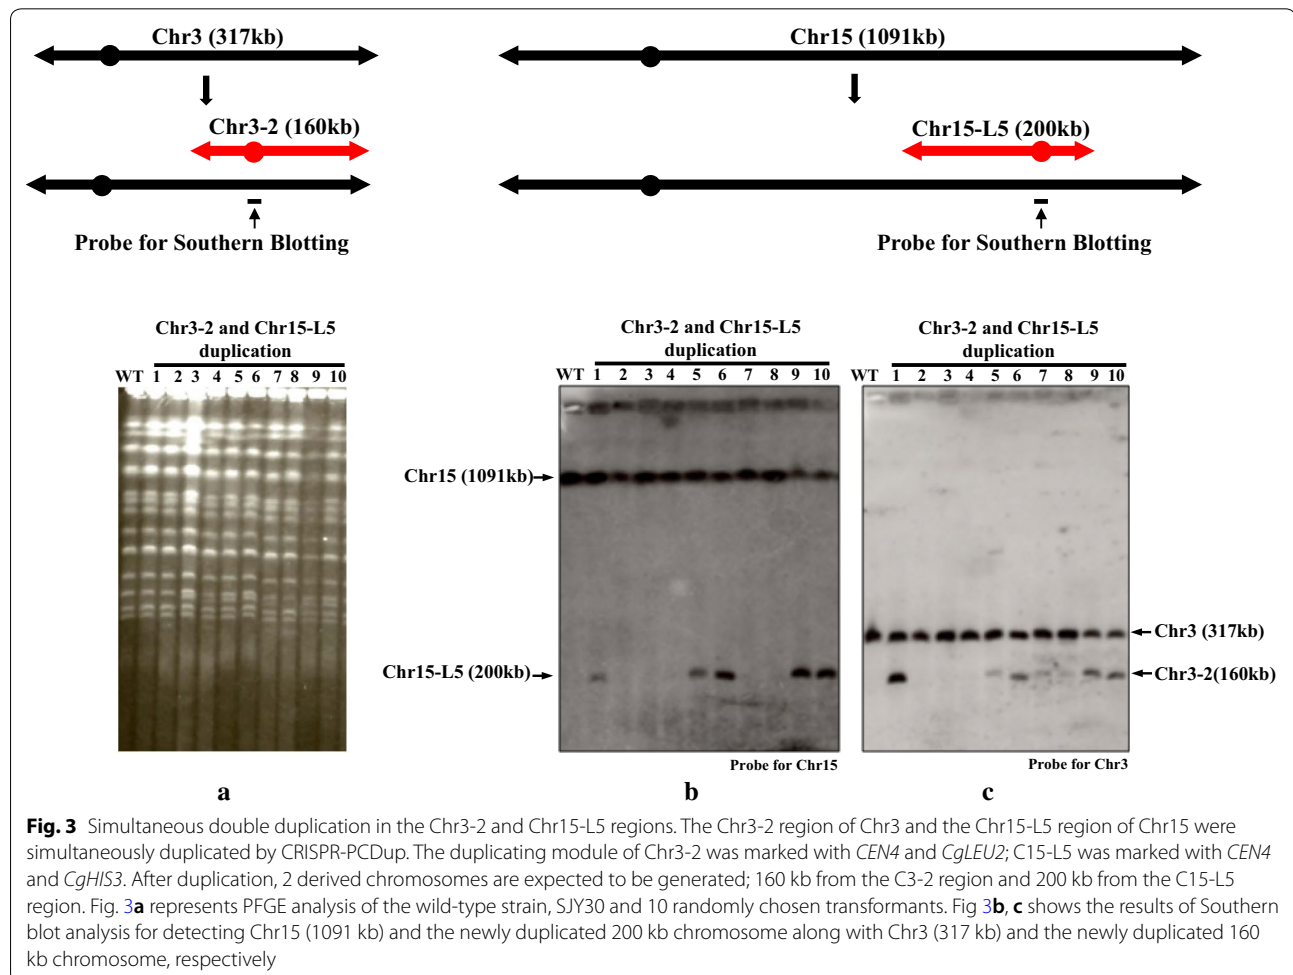 Chr3 (317kb)
Chr15 (1091kb)
Chr3-2 (160kb)
Chr15-L5 (200kb)
Probe for Southern Blotting
Probe for Southern Blotting
Chr3-2 and Chr15-L5
duplication
WT 1 2 3 4 5 6 7 8 9 10
Chr3-2 and Chr15-L5
duplication
WT 1 2 3 4 5 6 7 8 9 10
Chr3-2 and Chr15-L5
duplication
WT 1 2 3 4 5 6 7 8 9 10
Chr15 (1091kb)
Chr15-L5 (200kb)
Chr3 (317kb)
Chr3-2(160kb)
Probe for Chr15
Probe for Chr3
a
b
c
Fig. 3 Simultaneous double duplication in the Chr3-2 and Chr15-L5 regions. The Chr3-2 region of Chr3 and the Chr15-L5 region of Chr15 were
simultaneously duplicated by CRISPR-PCDup. The duplicating module of Chr3-2 was marked with CEN4 and CgLEU2; C15-L5 was marked with CEN4
and CgHIS3. After duplication, 2 derived chromosomes are expected to be generated; 160 kb from the C3-2 region and 200 kb from the C15-L5
region. Fig. 3a represents PFGE analysis of the wild-type strain, SJY30 and 10 randomly chosen transformants. Fig 3b, c shows the results of Southern
blot analysis for detecting Chr15 (1091 kb) and the newly duplicated 200 kb chromosome along with Chr3 (317 kb) and the newly duplicated 160
kb chromosome, respectively